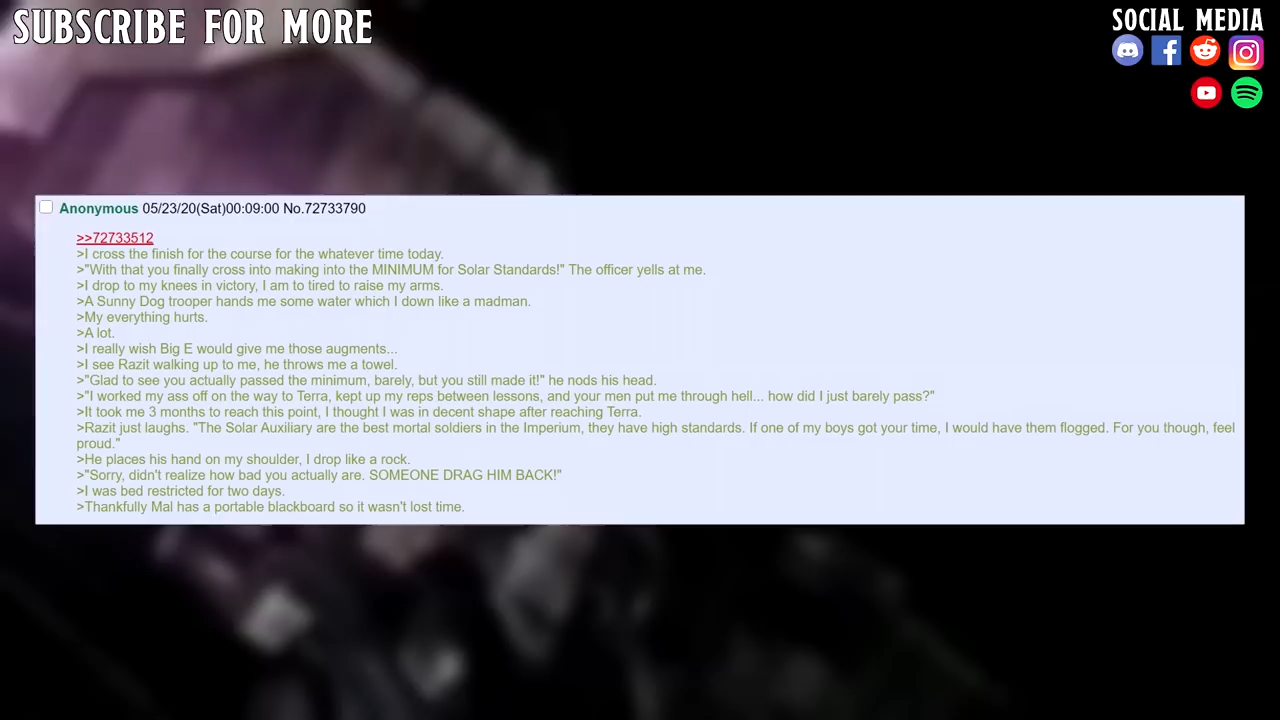 SUBSCRIBE FOR MORE
SOCIAL MEDIA
Anonymous 05/23/20(Sat)00:09:00 No.72733790
>>72733512
>I cross the finish for the course for the whatever time today.
>"With that you finally cross into making into the MINIMUM for Solar Standards!" The officer yells at me.
>I drop to my knees in victory, I am to tired to raise my arms.
>A Sunny Dog trooper hands me some water which I down like a madman.
>My everything hurts.
>A lot.
>I really wish Big E would give me those augments...
>I see Razit walking up to me, he throws me a towel.
>"Glad to see you actually passed the minimum, barely, but you still made it!" he nods his head.
>"I worked my ass off on the way to Terra, kept up my reps between lessons, and your men put me through hell... how did I just barely pass?"
>It took me 3 months to reach this point, I thought I was in decent shape after reaching Terra.
>Razit just laughs. "The Solar Auxiliary are the best mortal soldiers in the Imperium, they have high standards. If one of my boys got your time, I would have them flogged. For you though, feel
proud."
>He places his hand on my shoulder, I drop like a rock.
>"Sorry, didn't realize how bad you actually are. SOMEONE DRAG HIM BACK!"
>I was bed restricted for two days.
>Thankfully Mal has a portable blackboard so it wasn't lost time.